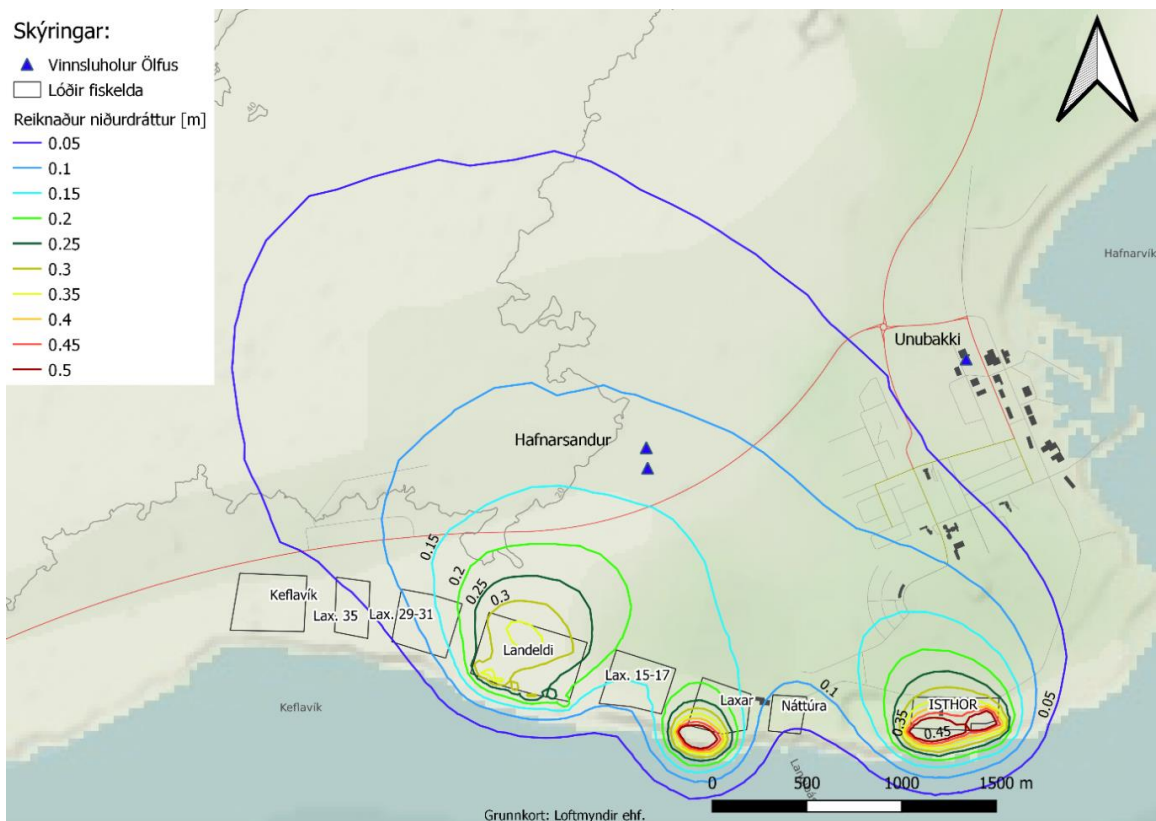 Skýringar:
Vinnsluholur Ölfus
Lóðir fiskelda
Reiknaður niðurdráttur [m]
0.05
0.1
0.15
0.2
0.25
0.3
0.35
0.4
0.45
0.5
Hafnarvík
Unubakki
Hafnarsandur
0.15
0.2
0.25
0.3
Keflavík
Lax. 35
Lax. 29-31
Landeldi
Lax. 15-17
Laxar
Náttúra
0.1
ISTHOR
0.35
0.45
0.05
Keflavík
0
500
1000
1500 m
Grunnkort: Loftmyndir ehf.